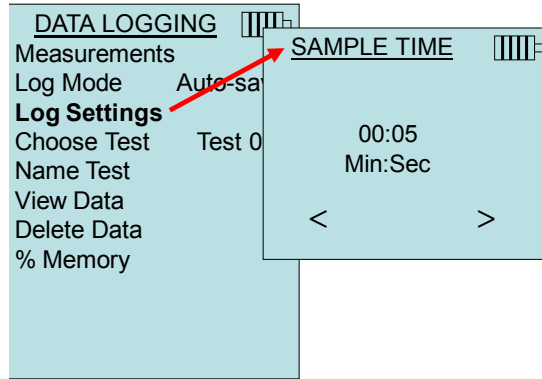 DATA LOGGING
Measurements
Log Mode Auto-sa
Log Settings
Choose Test Test 0
Name Test
View Data
Delete Data
% Memory
SAMPLE TIME
00:05
Min:Sec
< >